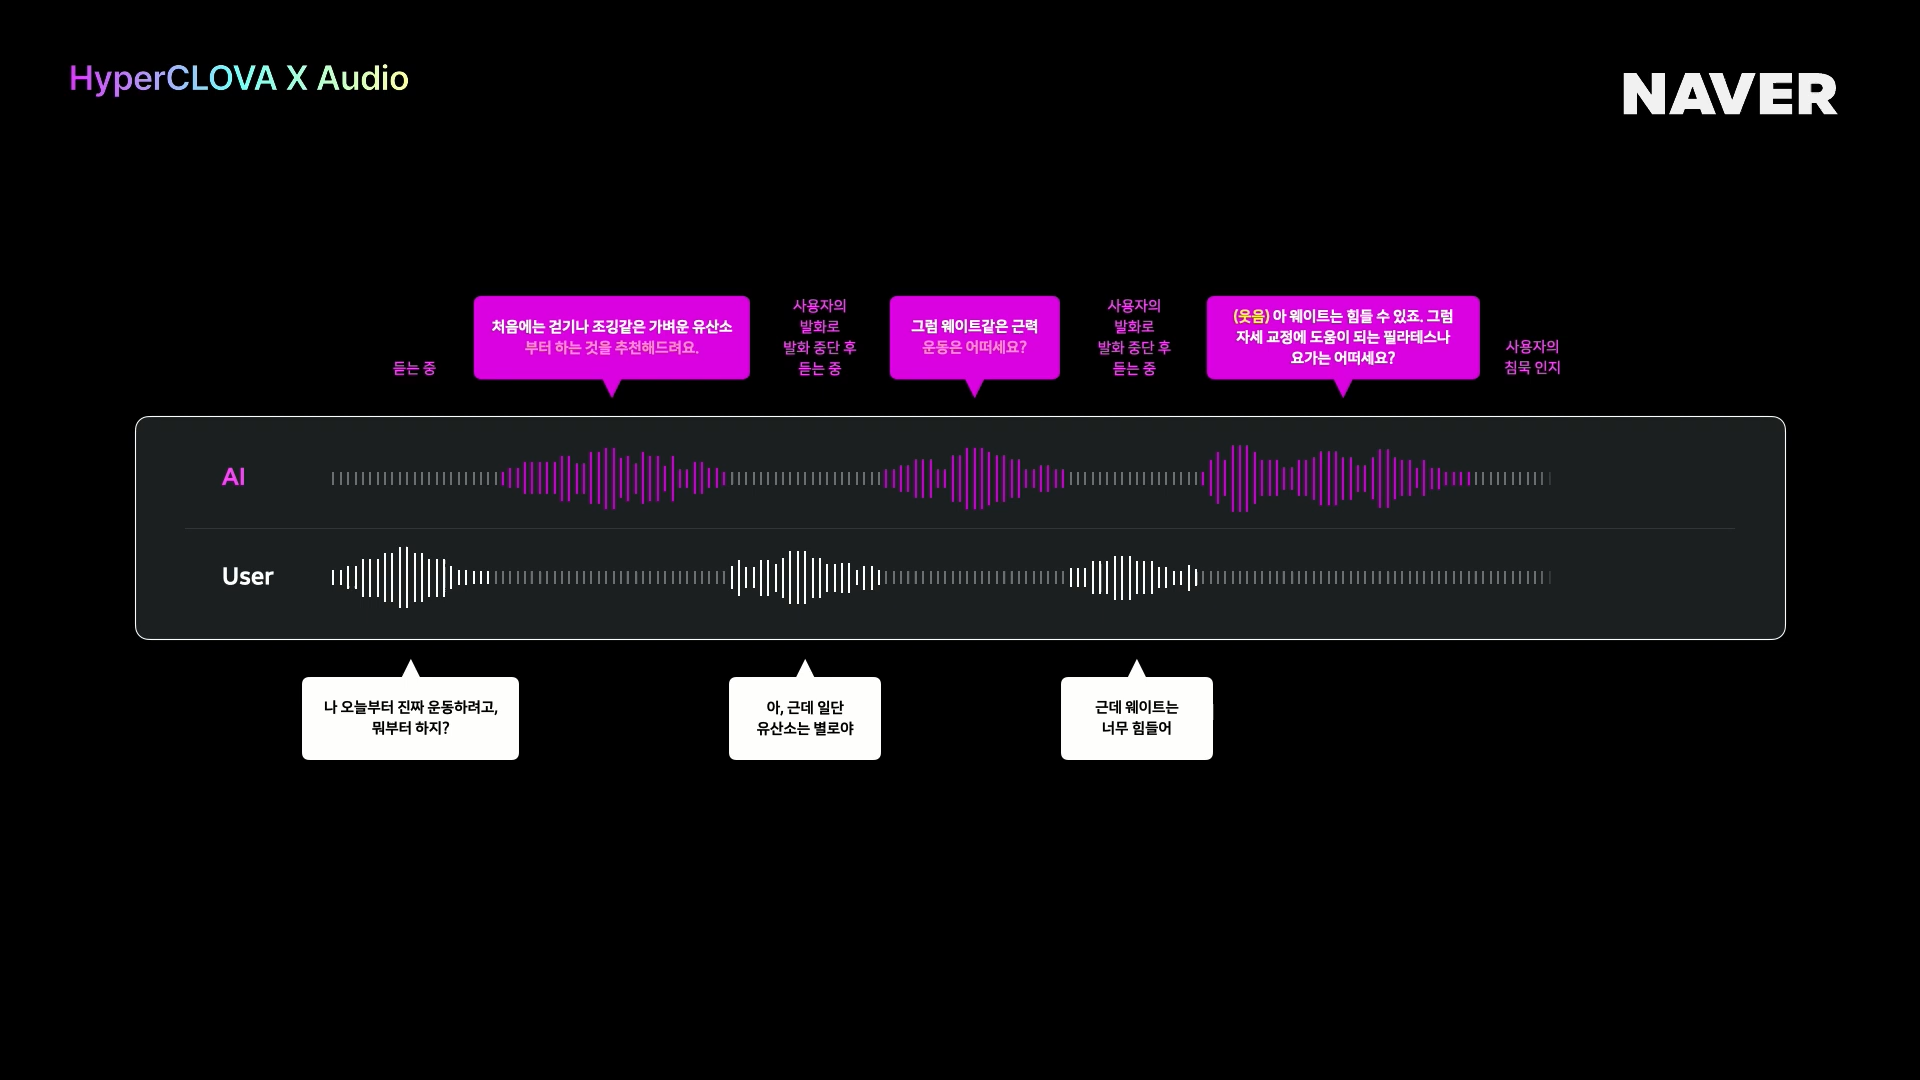 HyperCLOVA X Audio
NAVER
듣는 중
처음에는 걷기나 조깅같은 가벼운 유산소
부터 하는 것을 추천해드려요.
사용자의
발화로
발화 중단 후
듣는 중
그럼 웨이트같은 근력
운동은 어떠세요?
사용자의
발화로
발화 중단 후
듣는 중
(웃음) 아 웨이트는 힘들 수 있죠. 그럼
자세 교정에 도움이 되는 필라테스나
요가는 어떠세요?
사용자의
침묵 인지
AI
User
나 오늘부터 진짜 운동하려고,
뭐부터 하지?
아, 근데 일단
유산소는 별로야
근데 웨이트는
너무 힘들어